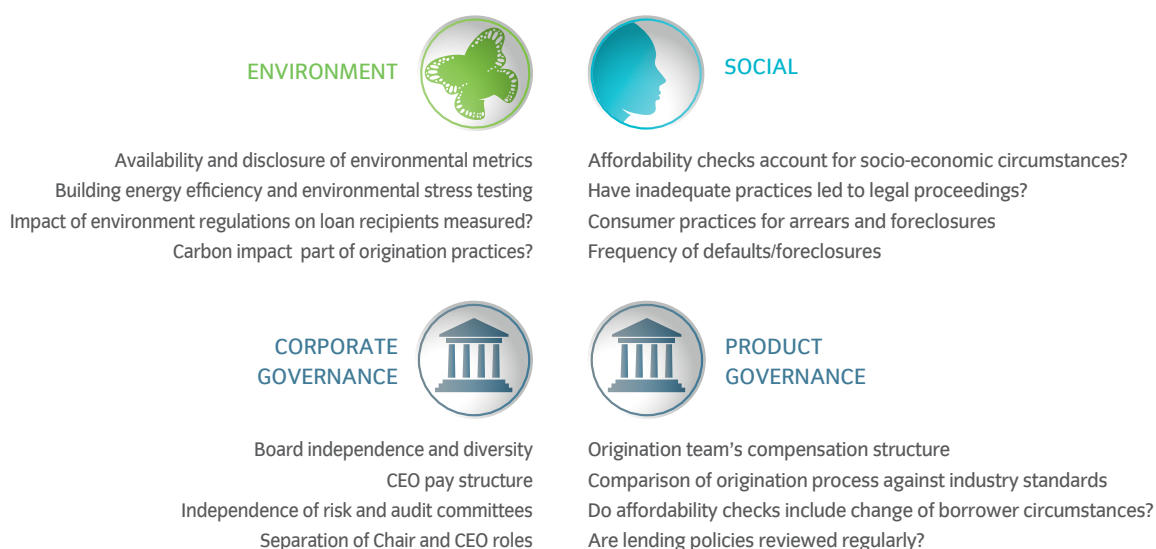 ENVIRONMENT
Availability and disclosure of environmental metrics
Building energy efficiency and environmental stress testing
Impact of environment regulations on loan recipients measured?
Carbon impact part of origination practices?
SOCIAL
Affordability checks account for socio-economic circumstances?
Have inadequate practices led to legal proceedings?
Consumer practices for arrears and foreclosures
Frequency of defaults/foreclosures
CORPORATE
GOVERNANCE
Board independence and diversity
CEO pay structure
Independence of risk and audit committees
Separation of Chair and CEO roles
PRODUCT
GOVERNANCE
Origination team's compensation structure
Comparison of origination process against industry standards
Do affordability checks include change of borrower circumstances?
Are lending policies reviewed regularly?